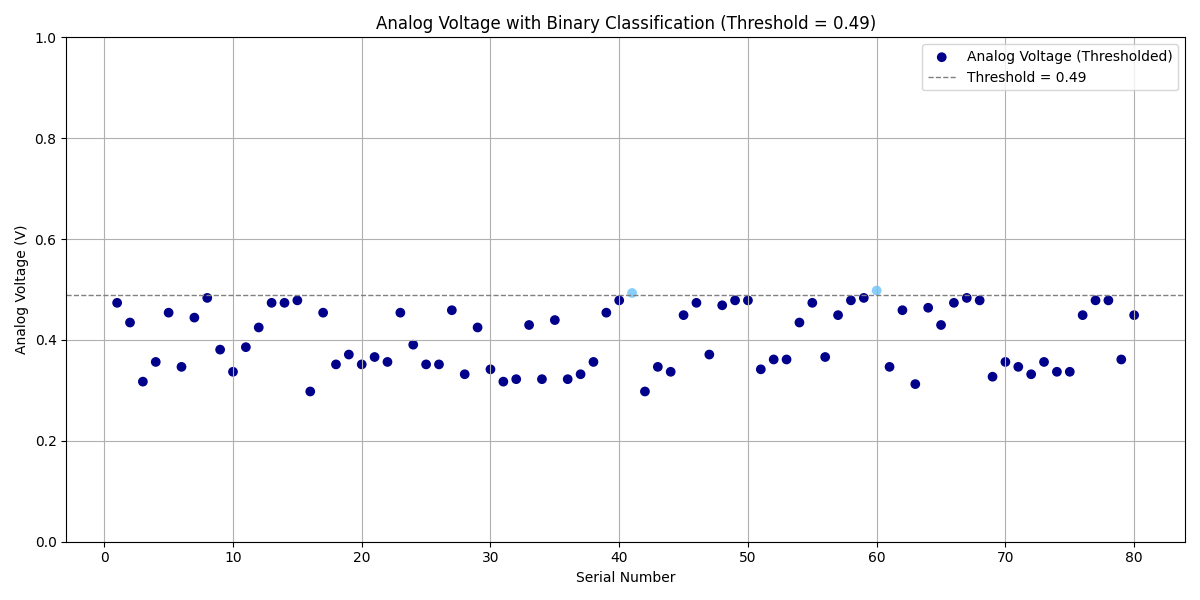 Analog Voltage with Binary Classification (Threshold = 0.49)
Analog Voltage (Thresholded)
Threshold = 0.49
Analog Voltage (V)
1.0
0.8
0.6
0.4
0.2
0.0
0 10 20 30 40 50 60 70 80
Serial Number